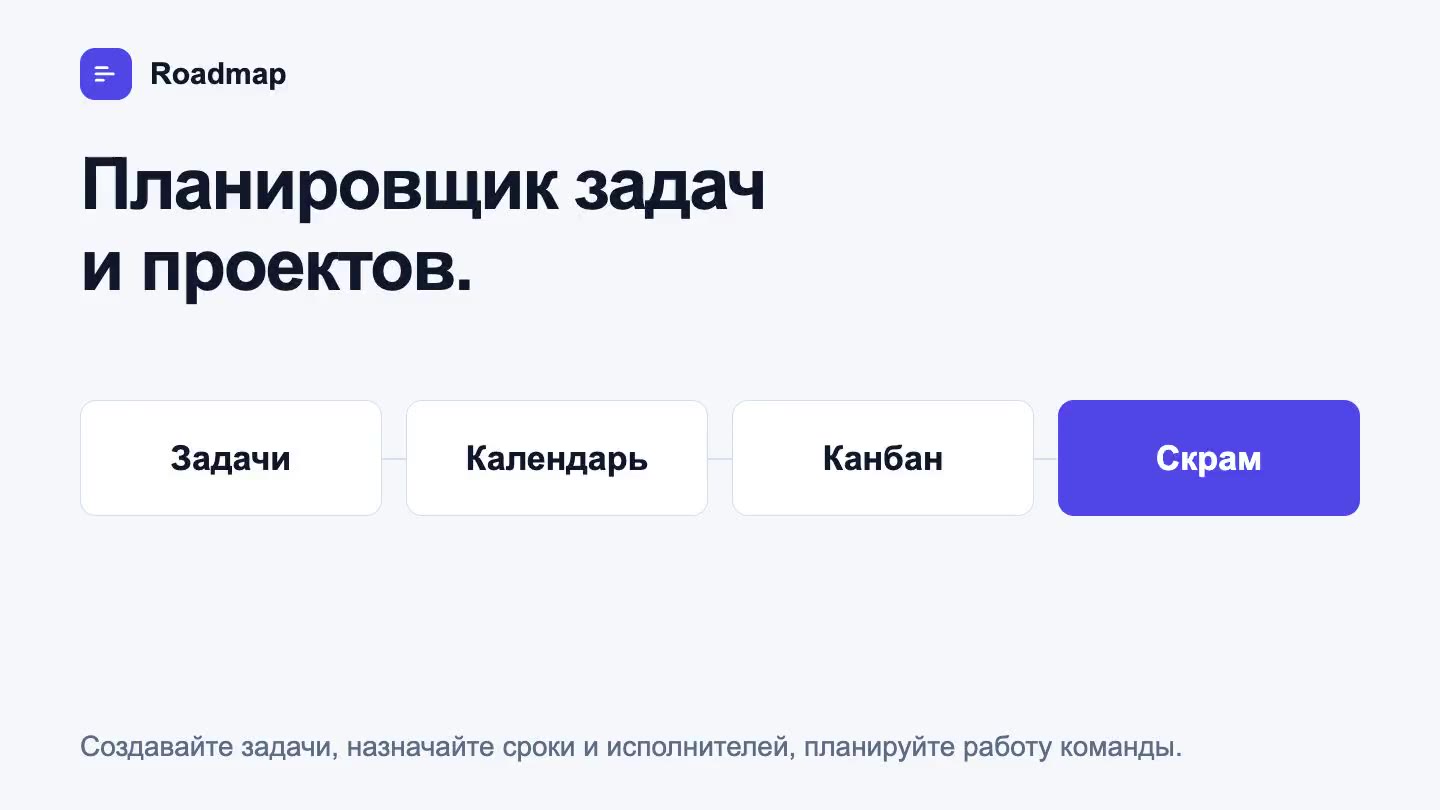 Roadmap
Планировщик задач
и проектов.
Задачи
Календарь
Канбан
Скрам
Создавайте задачи, назначайте сроки и исполнителей, планируйте работу команды.